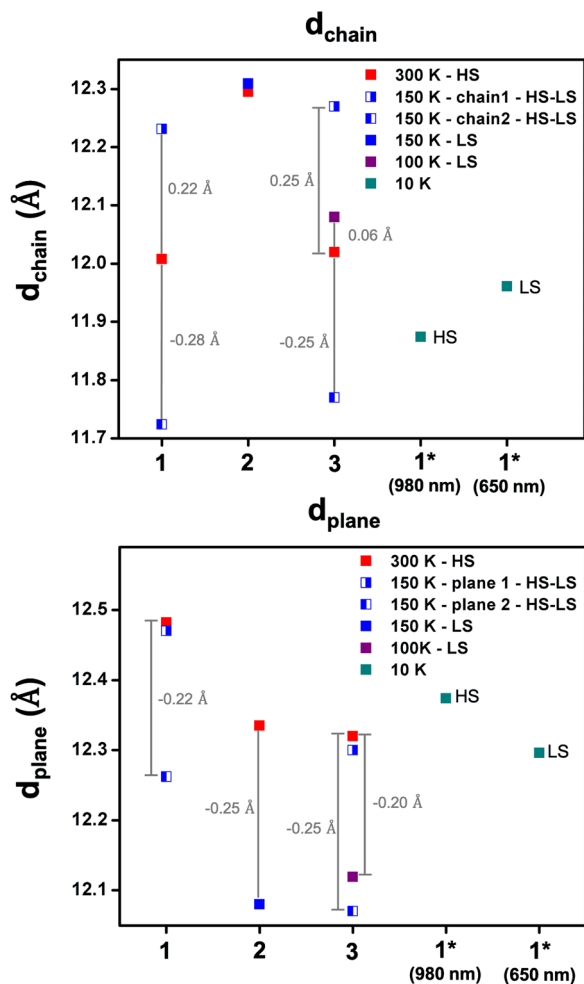 d_chain
300 K - HS
150 K - chain1 - HS-LS
150 K - chain2 - HS-LS
150 K - LS
100 K - LS
10 K
12.3
12.2
12.1
12.0
11.9
11.8
11.7
d_chain (Å)
0.22 Å
-0.28 Å
0.25 Å
0.06 Å
-0.25 Å
HS
LS
1 2 3 1* 1*
(980 nm) (650 nm)
d_plane
300 K - HS
150 K - plane 1 - HS-LS
150 K - plane 2 - HS-LS
150 K - LS
100K - LS
10 K
12.5
12.4
12.3
12.2
12.1
d_plane (Å)
-0.22 Å
-0.25 Å
-0.25 Å
-0.20 Å
HS
LS
1 2 3 1* 1*
(980 nm) (650 nm)